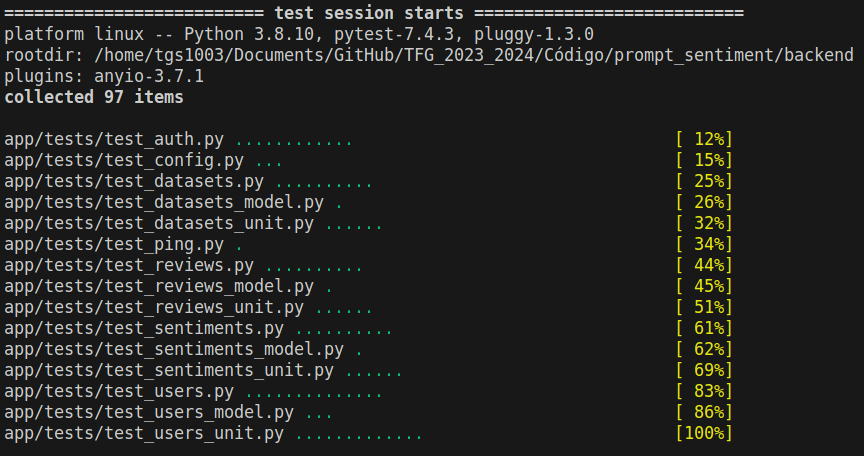 ========================== test session starts ===========================
platform linux -- Python 3.8.10, pytest-7.4.3, pluggy-1.3.0
rootdir: /home/tgs1003/Documents/GitHub/TFG_2023_2024/Código/prompt_sentiment/backend
plugins: anyio-3.7.1
collected 97 items
app/tests/test_auth.py ............ [ 12%]
app/tests/test_config.py ... [ 15%]
app/tests/test_datasets.py .......... [ 25%]
app/tests/test_datasets_model.py . [ 26%]
app/tests/test_datasets_unit.py ...... [ 32%]
app/tests/test_ping.py . [ 34%]
app/tests/test_reviews.py .......... [ 44%]
app/tests/test_reviews_model.py . [ 45%]
app/tests/test_reviews_unit.py ...... [ 51%]
app/tests/test_sentiments.py .......... [ 61%]
app/tests/test_sentiments_model.py . [ 62%]
app/tests/test_sentiments_unit.py ...... [ 69%]
app/tests/test_users.py .............. [ 83%]
app/tests/test_users_model.py ... [ 86%]
app/tests/test_users_unit.py ............. [100%]